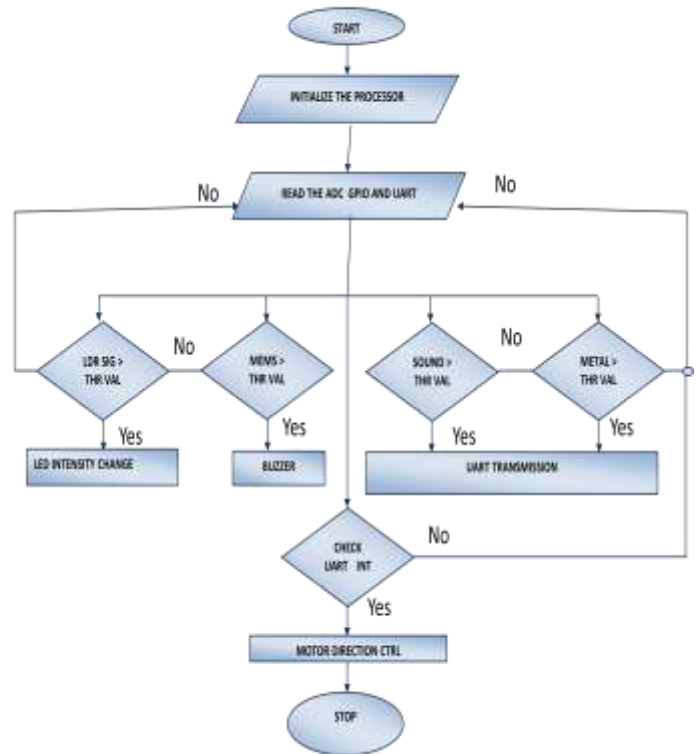 START
INITIALIZE THE PROCESSOR
READ THE ADC GPIO AND UART
No
No
LDR SIG >
THR VAL
No
MEMS >
THR VAL
SOUND >
THR VAL
No
METAL >
THR VAL
Yes
Yes
Yes
Yes
LED INTENSITY CHANGE
BUZZER
UART TRANSMISSION
CHECK
UART INT
No
Yes
MOTOR DIRECTION CTRL
STOP